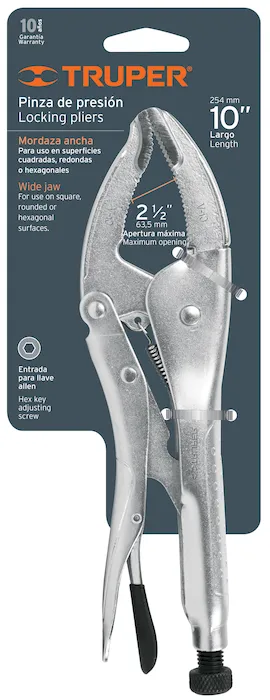 10 años
Garantía
Warranty
TRUPER®
Pinza de presión
Locking pliers
254 mm
10"
Largo
Length
Mordaza ancha
Para uso en superficies
cuadradas, redondas
o hexagonales
Wide jaw
For use on square,
rounded or
hexagonal
surfaces.
2 ½"
63,5 mm
Apertura máxima
Maximum opening
Entrada
para llave
allen
Hex key
adjusting
screw